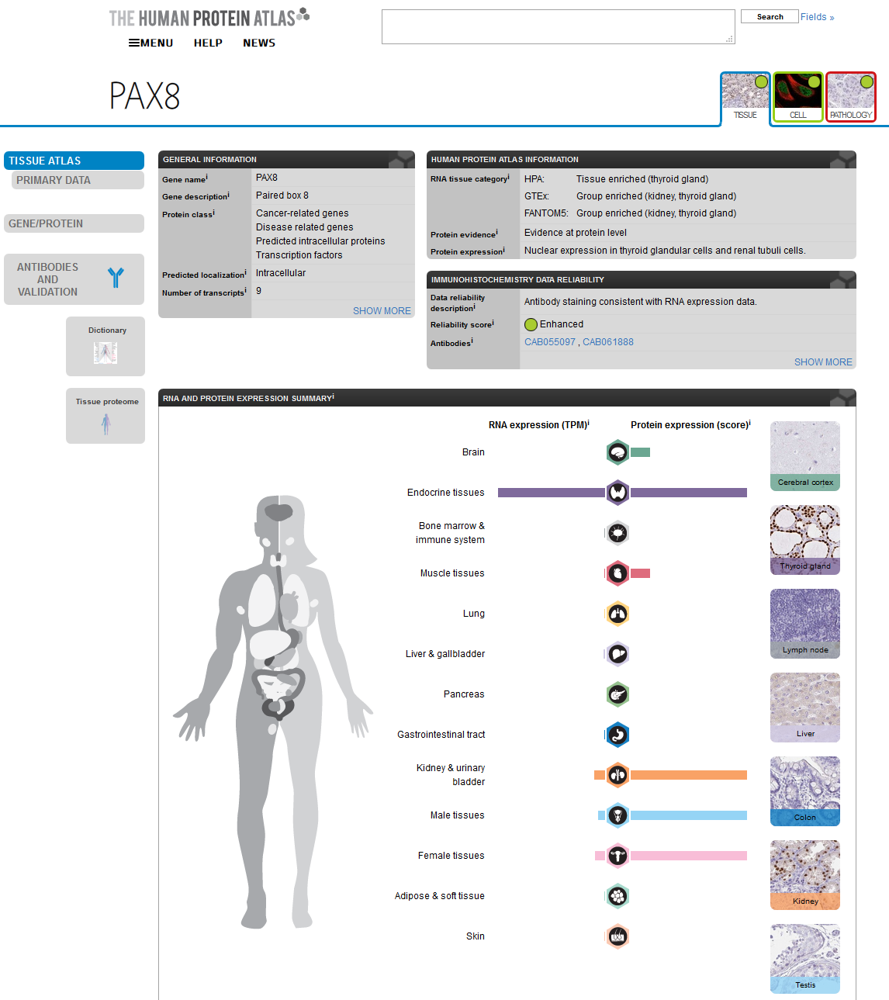 THE HUMAN PROTEIN ATLAS
MENU HELP NEWS
Search Fields »
PAX8
TISSUE CELL PATHOLOGY
TISSUE ATLAS
PRIMARY DATA
GENE/PROTEIN
ANTIBODIES
AND
VALIDATION
Dictionary
Tissue proteome
GENERAL INFORMATION
Gene nameⁱ PAX8
Gene descriptionⁱ Paired box 8
Protein classⁱ Cancer-related genes
Disease related genes
Predicted intracellular proteins
Transcription factors
Predicted localizationⁱ Intracellular
Number of transcriptsⁱ 9
SHOW MORE
HUMAN PROTEIN ATLAS INFORMATION
RNA tissue categoryⁱ HPA: Tissue enriched (thyroid gland)
GTEx: Group enriched (kidney, thyroid gland)
FANTOM5: Group enriched (kidney, thyroid gland)
Protein evidenceⁱ Evidence at protein level
Protein expressionⁱ Nuclear expression in thyroid glandular cells and renal tubuli cells.
IMMUNOHISTOCHEMISTRY DATA RELIABILITY
Data reliability
descriptionⁱ Antibody staining consistent with RNA expression data.
Reliability scoreⁱ Enhanced
Antibodiesⁱ CAB055097 , CAB061888
SHOW MORE
RNA AND PROTEIN EXPRESSION SUMMARYⁱ
RNA expression (TPM)ⁱ Protein expression (score)ⁱ
Brain
Endocrine tissues
Bone marrow &
immune system
Muscle tissues
Lung
Liver & gallbladder
Pancreas
Gastrointestinal tract
Kidney & urinary
bladder
Male tissues
Female tissues
Adipose & soft tissue
Skin
Cerebral cortex
Thyroid gland
Lymph node
Liver
Colon
Kidney
Testis